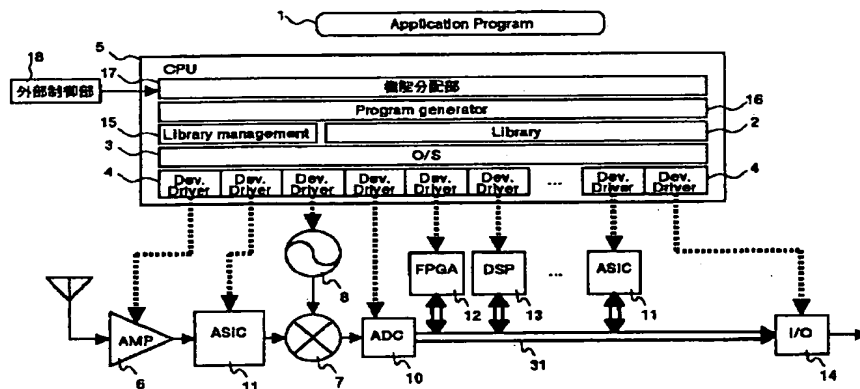 1
Application Program
5
CPU
18
17
外部制御部
機能分配部
Program generator
16
15
Library management
Library
2
3
O/S
4
Dev. Driver
Dev. Driver
Dev. Driver
Dev. Driver
Dev. Driver
Dev. Driver
...
Dev. Driver
Dev. Driver
4
8
FPGA
12
DSP
13
...
ASIC
11
AMP
6
ASIC
11
7
ADC
10
31
I/O
14